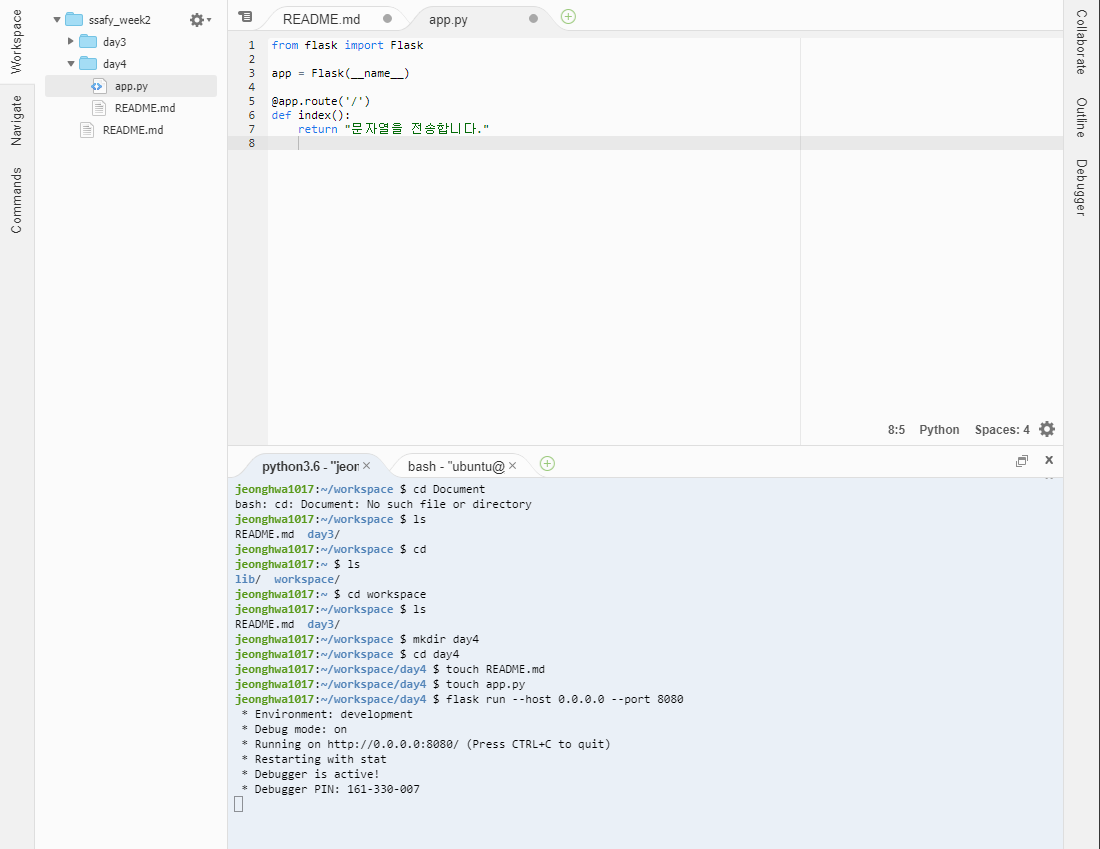 Workspace
Navigate
Commands
ssafy_week2
day3
day4
app.py
README.md
README.md
README.md
app.py
1 from flask import Flask
2
3 app = Flask(__name__)
4
5 @app.route('/')
6 def index():
7     return "문자열을 전송합니다."
8
8:5 Python Spaces: 4
Collaborate
Outline
Debugger
python3.6 - "jeon
bash - "ubuntu@
jeonghwa1017:~/workspace $ cd Document
bash: cd: Document: No such file or directory
jeonghwa1017:~/workspace $ ls
README.md  day3/
jeonghwa1017:~/workspace $ cd
jeonghwa1017:~ $ ls
lib/  workspace/
jeonghwa1017:~ $ cd workspace
jeonghwa1017:~/workspace $ ls
README.md  day3/
jeonghwa1017:~/workspace $ mkdir day4
jeonghwa1017:~/workspace $ cd day4
jeonghwa1017:~/workspace/day4 $ touch README.md
jeonghwa1017:~/workspace/day4 $ touch app.py
jeonghwa1017:~/workspace/day4 $ flask run --host 0.0.0.0 --port 8080
 * Environment: development
 * Debug mode: on
 * Running on http://0.0.0.0:8080/ (Press CTRL+C to quit)
 * Restarting with stat
 * Debugger is active!
 * Debugger PIN: 161-330-007